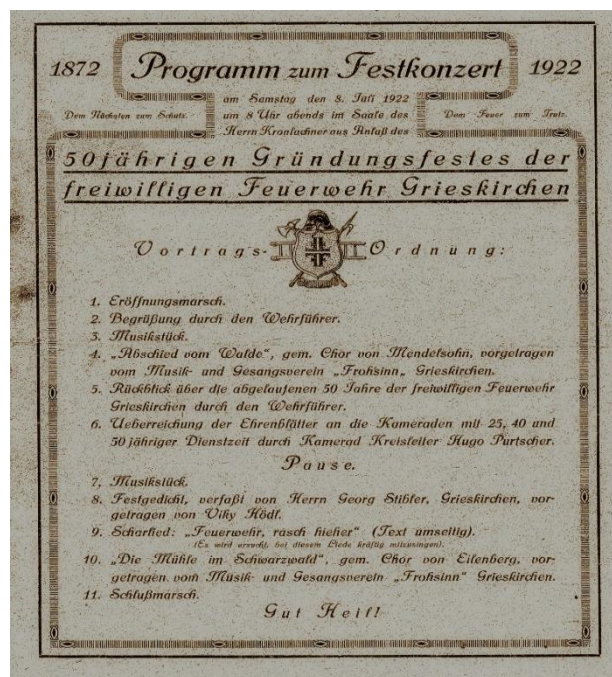 1872 Programm zum Festkonzert 1922
am Samstag den 8. Juli 1922
Dem Nächsten zum Schutz. um 8 Uhr abends im Saale des Dem Feuer zum Trutz.
Herrn Kroalachner aus Anlaß des
50jährigen Gründungsfestes der
freiwilligen Feuerwehr Grieskirchen
Vortrags-Ordnung:
1. Eröffnungsmarsch.
2. Begrüßung durch den Wehrführer.
3. Musikstück.
4. „Abschied vom Walde“, gem. Chor von Mendelsohn, vorgetragen
vom Musik- und Gesangsverein „Frohsinn„ Grieskirchen.
5. Rückblick über die abgelaufenen 50 Jahre der freiwilligen Feuerwehr
Grieskirchen durch den Wehrführer.
6. Ueberreichung der Ehrenblätter an die Kameraden mit 25, 40 und
50 jähriger Dienstzeit durch Kamerad Kreisleiter Hugo Purtscher.
Pause.
7. Musikstück.
8. Festgedicht, verfaßt von Herrn Georg Stibler, Grieskirchen, vor-
getragen von Viky Hödl.
9. Scharlied: „Feuerwehr, rasch hieher“ (Text umseitig).
(Es wird ersucht, bei diesem Liede kräftig mitzusingen).
10. „Die Mühle im Schwarzwald“, gem. Chor von Eilenberg, vor-
getragen vom Musik- und Gesangsverein „Frohsinn“ Grieskirchen.
11. Schlußmarsch.
Gut Heil!